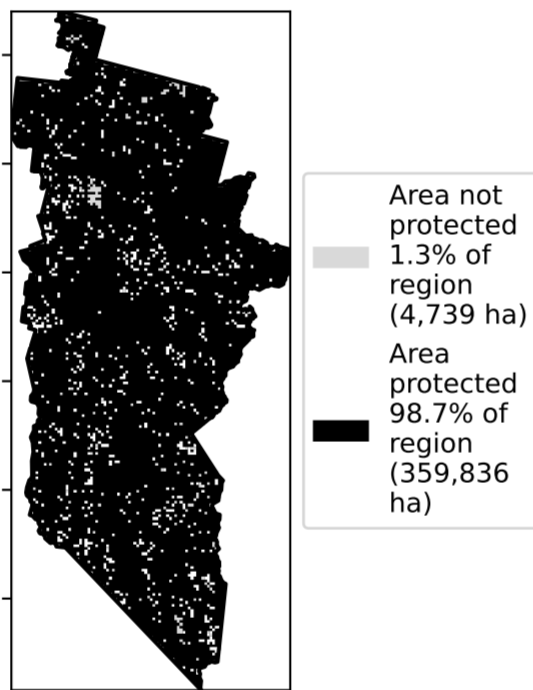 Area not
protected
1.3% of
region
(4,739 ha)
Area
protected
98.7% of
region
(359,836
ha)